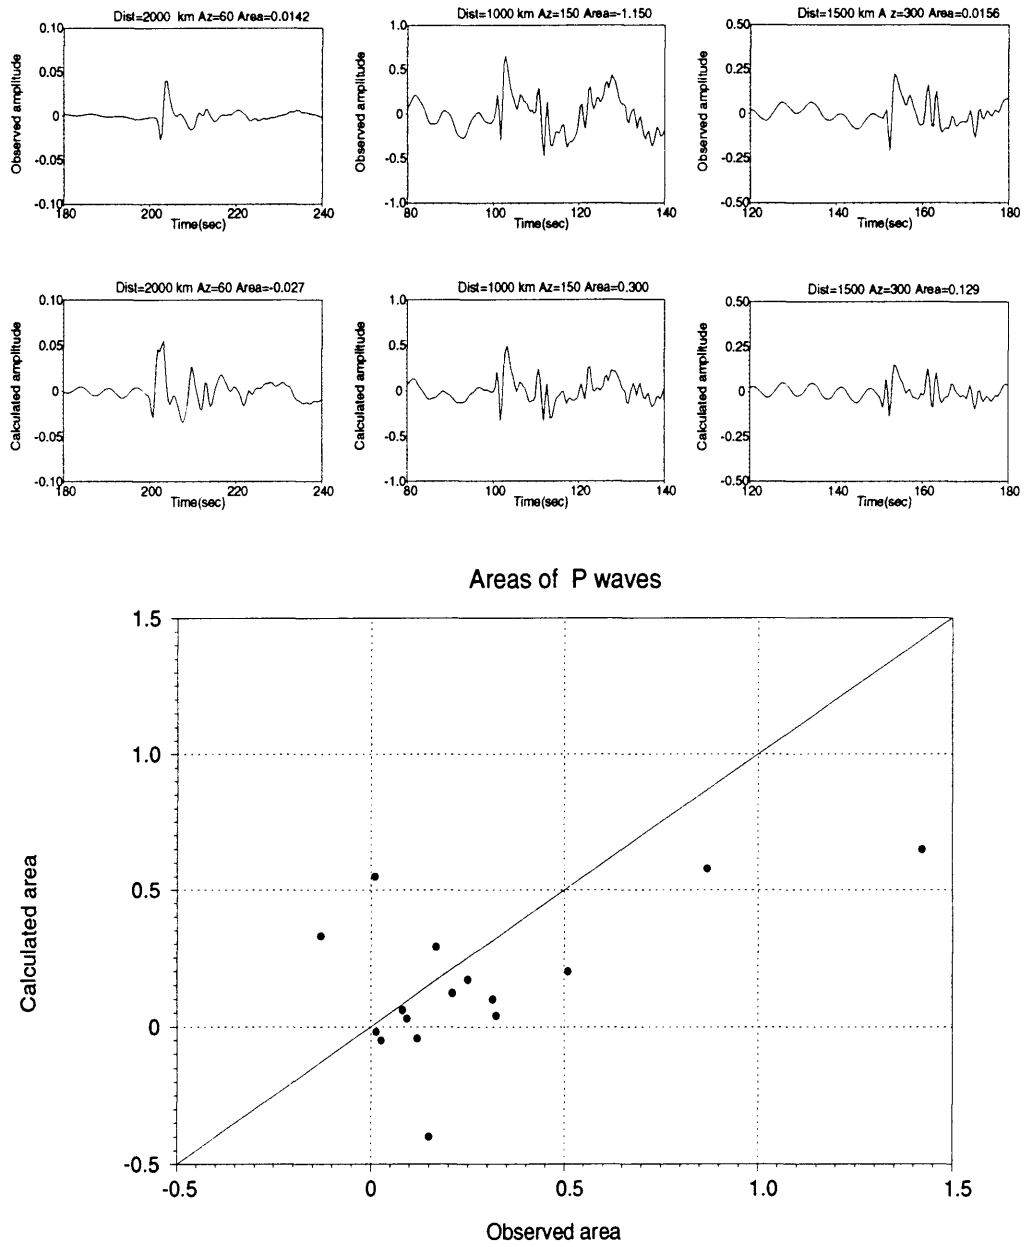 Dist=2000 km Az=60 Area=0.0142
0.10
0.05
0
-0.05
-0.10
Observed amplitude
180 200 220 240
Time(sec)
Dist=1000 km Az=150 Area=-1.150
1.0
0.5
0
-0.5
-1.0
Observed amplitude
80 100 120 140
Time(sec)
Dist=1500 km A z=300 Area=0.0156
0.50
0.25
0
-0.25
-0.50
Observed amplitude
120 140 160 180
Time(sec)
Dist=2000 km Az=60 Area=-0.027
0.10
0.05
0
-0.05
-0.10
Calculated amplitude
180 200 220 240
Time(sec)
Dist=1000 km Az=150 Area=0.300
1.0
0.5
0
-0.5
-1.0
Calculated amplitude
80 100 120 140
Time(sec)
Dist=1500 Az=300 Area=0.129
0.50
0.25
0
-0.25
-0.50
Calculated amplitude
120 140 160 180
Time(sec)
Areas of P waves
1.5
1.0
0.5
0
-0.5
Calculated area
-0.5 0 0.5 1.0 1.5
Observed area